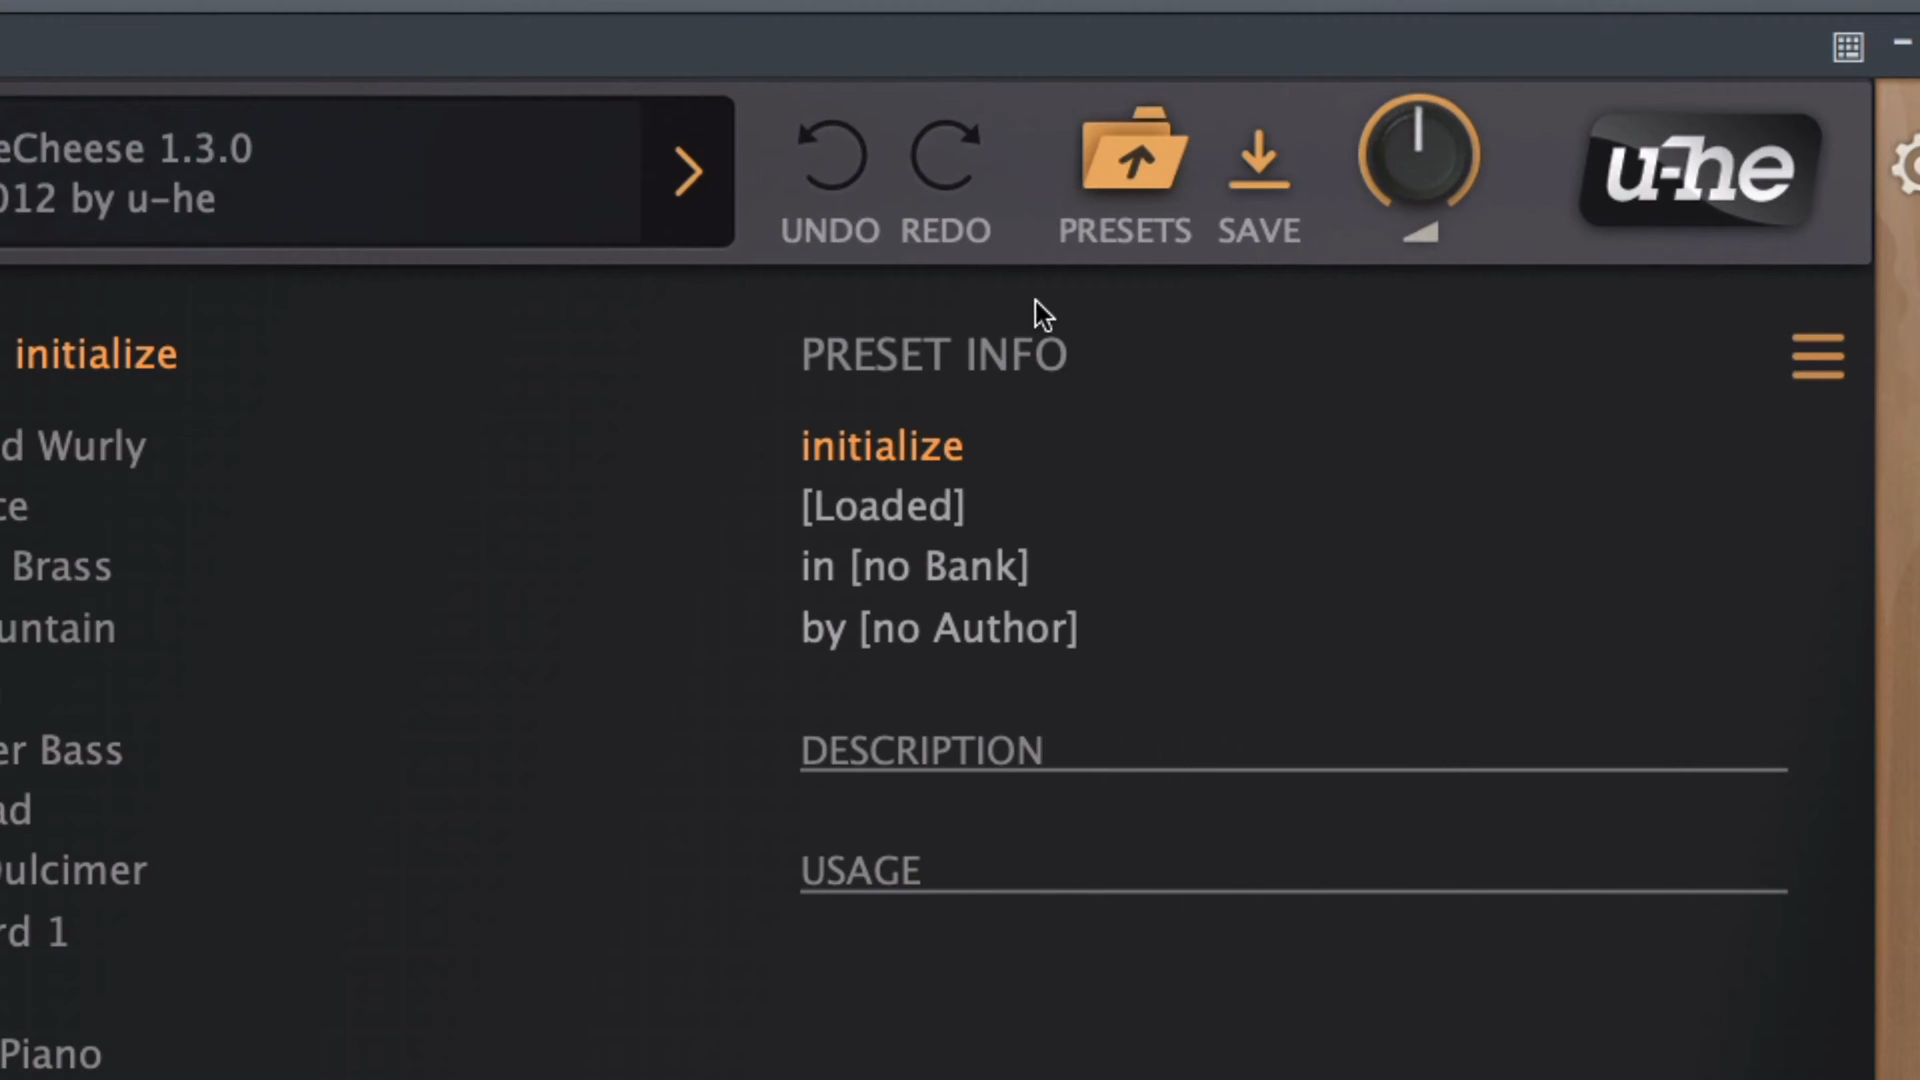 eCheese 1.3.0
012 by u-he
UNDO REDO PRESETS SAVE
u-he
initialize
d Wurly
ce
Brass
untain
er Bass
ad
ulcimer
rd 1
Piano
PRESET INFO
initialize
[Loaded]
in [no Bank]
by [no Author]
DESCRIPTION
USAGE